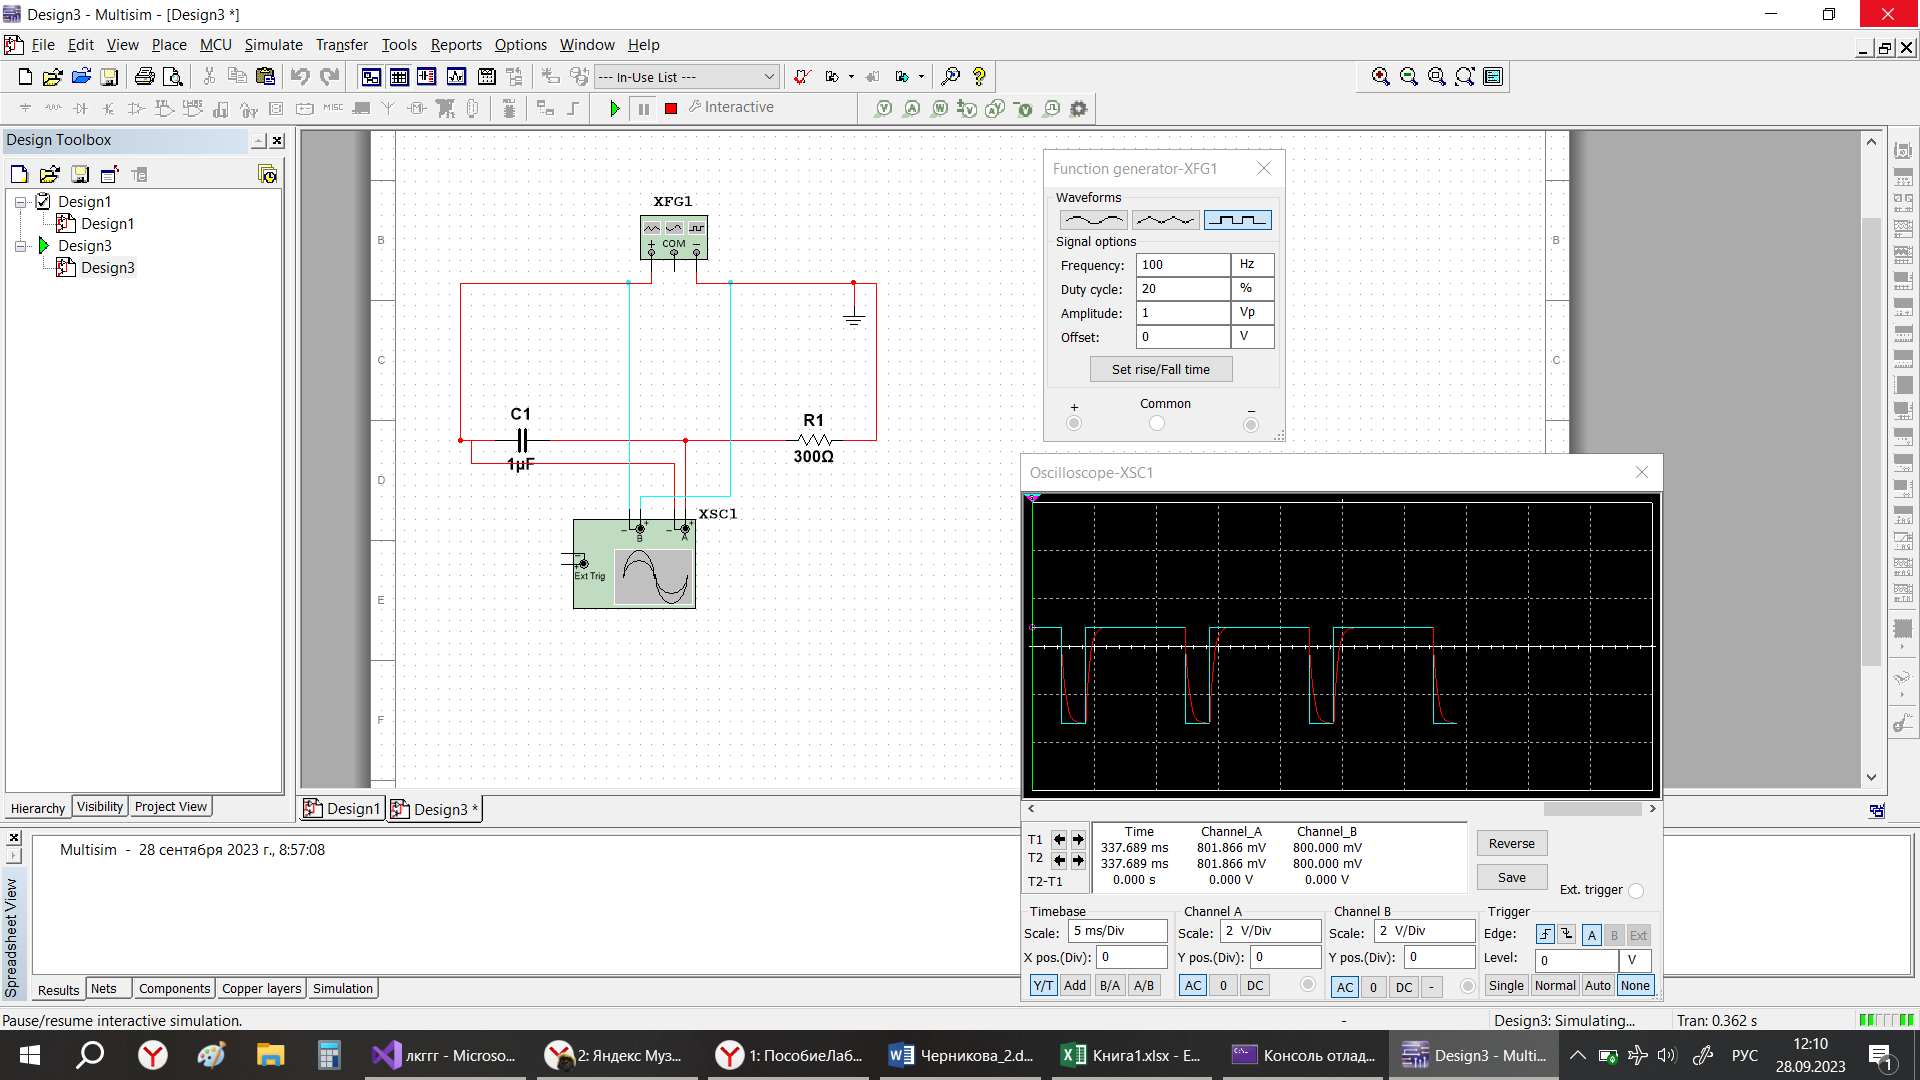 Design3 - Multisim - [Design3 *]
File Edit View Place MCU Simulate Transfer Tools Reports Options Window Help
--- In-Use List ---
MISC
Interactive
Design Toolbox
Design1
Design1
Design3
Design3
Hierarchy Visibility Project View
B
C
D
E
F
B
C
XFG1
+ COM −
C1
1µF
R1
300Ω
XSC1
B A
Ext Trig
Function generator-XFG1
Waveforms
Signal options
Frequency: 100 Hz
Duty cycle: 20 %
Amplitude: 1 Vp
Offset: 0 V
Set rise/Fall time
+ Common −
Oscilloscope-XSC1
Time Channel_A Channel_B
T1 337.689 ms 801.866 mV 800.000 mV
T2 337.689 ms 801.866 mV 800.000 mV
T2-T1 0.000 s 0.000 V 0.000 V
Reverse
Save
Ext. trigger
Timebase
Scale: 5 ms/Div
X pos.(Div): 0
Y/T Add B/A A/B
Channel A
Scale: 2 V/Div
Y pos.(Div): 0
AC 0 DC
Channel B
Scale: 2 V/Div
Y pos.(Div): 0
AC 0 DC -
Trigger
Edge: A B Ext
Level: 0 V
Single Normal Auto None
Design1 Design3 *
Multisim - 28 сентября 2023 г., 8:57:08
Spreadsheet View
Results Nets Components Copper layers Simulation
Pause/resume interactive simulation.
-
Design3: Simulating...
Tran: 0.362 s
лкггг - Microso...
2: Яндекс Муз...
1: ПособиеЛаб...
Черникова_2.d...
Книга1.xlsx - E...
Консоль отлад...
Design3 - Multi...
РУС
12:10
28.09.2023
1